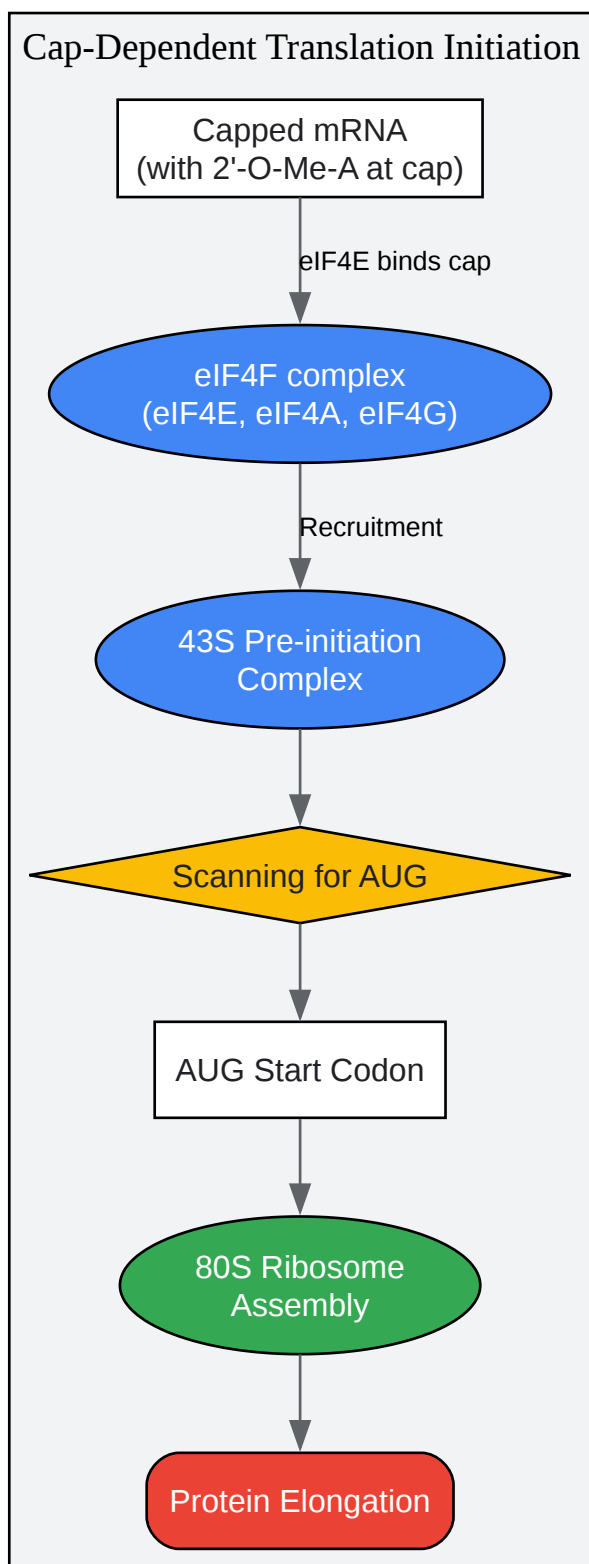 Cap-Dependent Translation Initiation
Capped mRNA
(with 2'-O-Me-A at cap)
eIF4E binds cap
eIF4F complex
(eIF4E, eIF4A, eIF4G)
Recruitment
43S Pre-initiation
Complex
Scanning for AUG
AUG Start Codon
80S Ribosome
Assembly
Protein Elongation